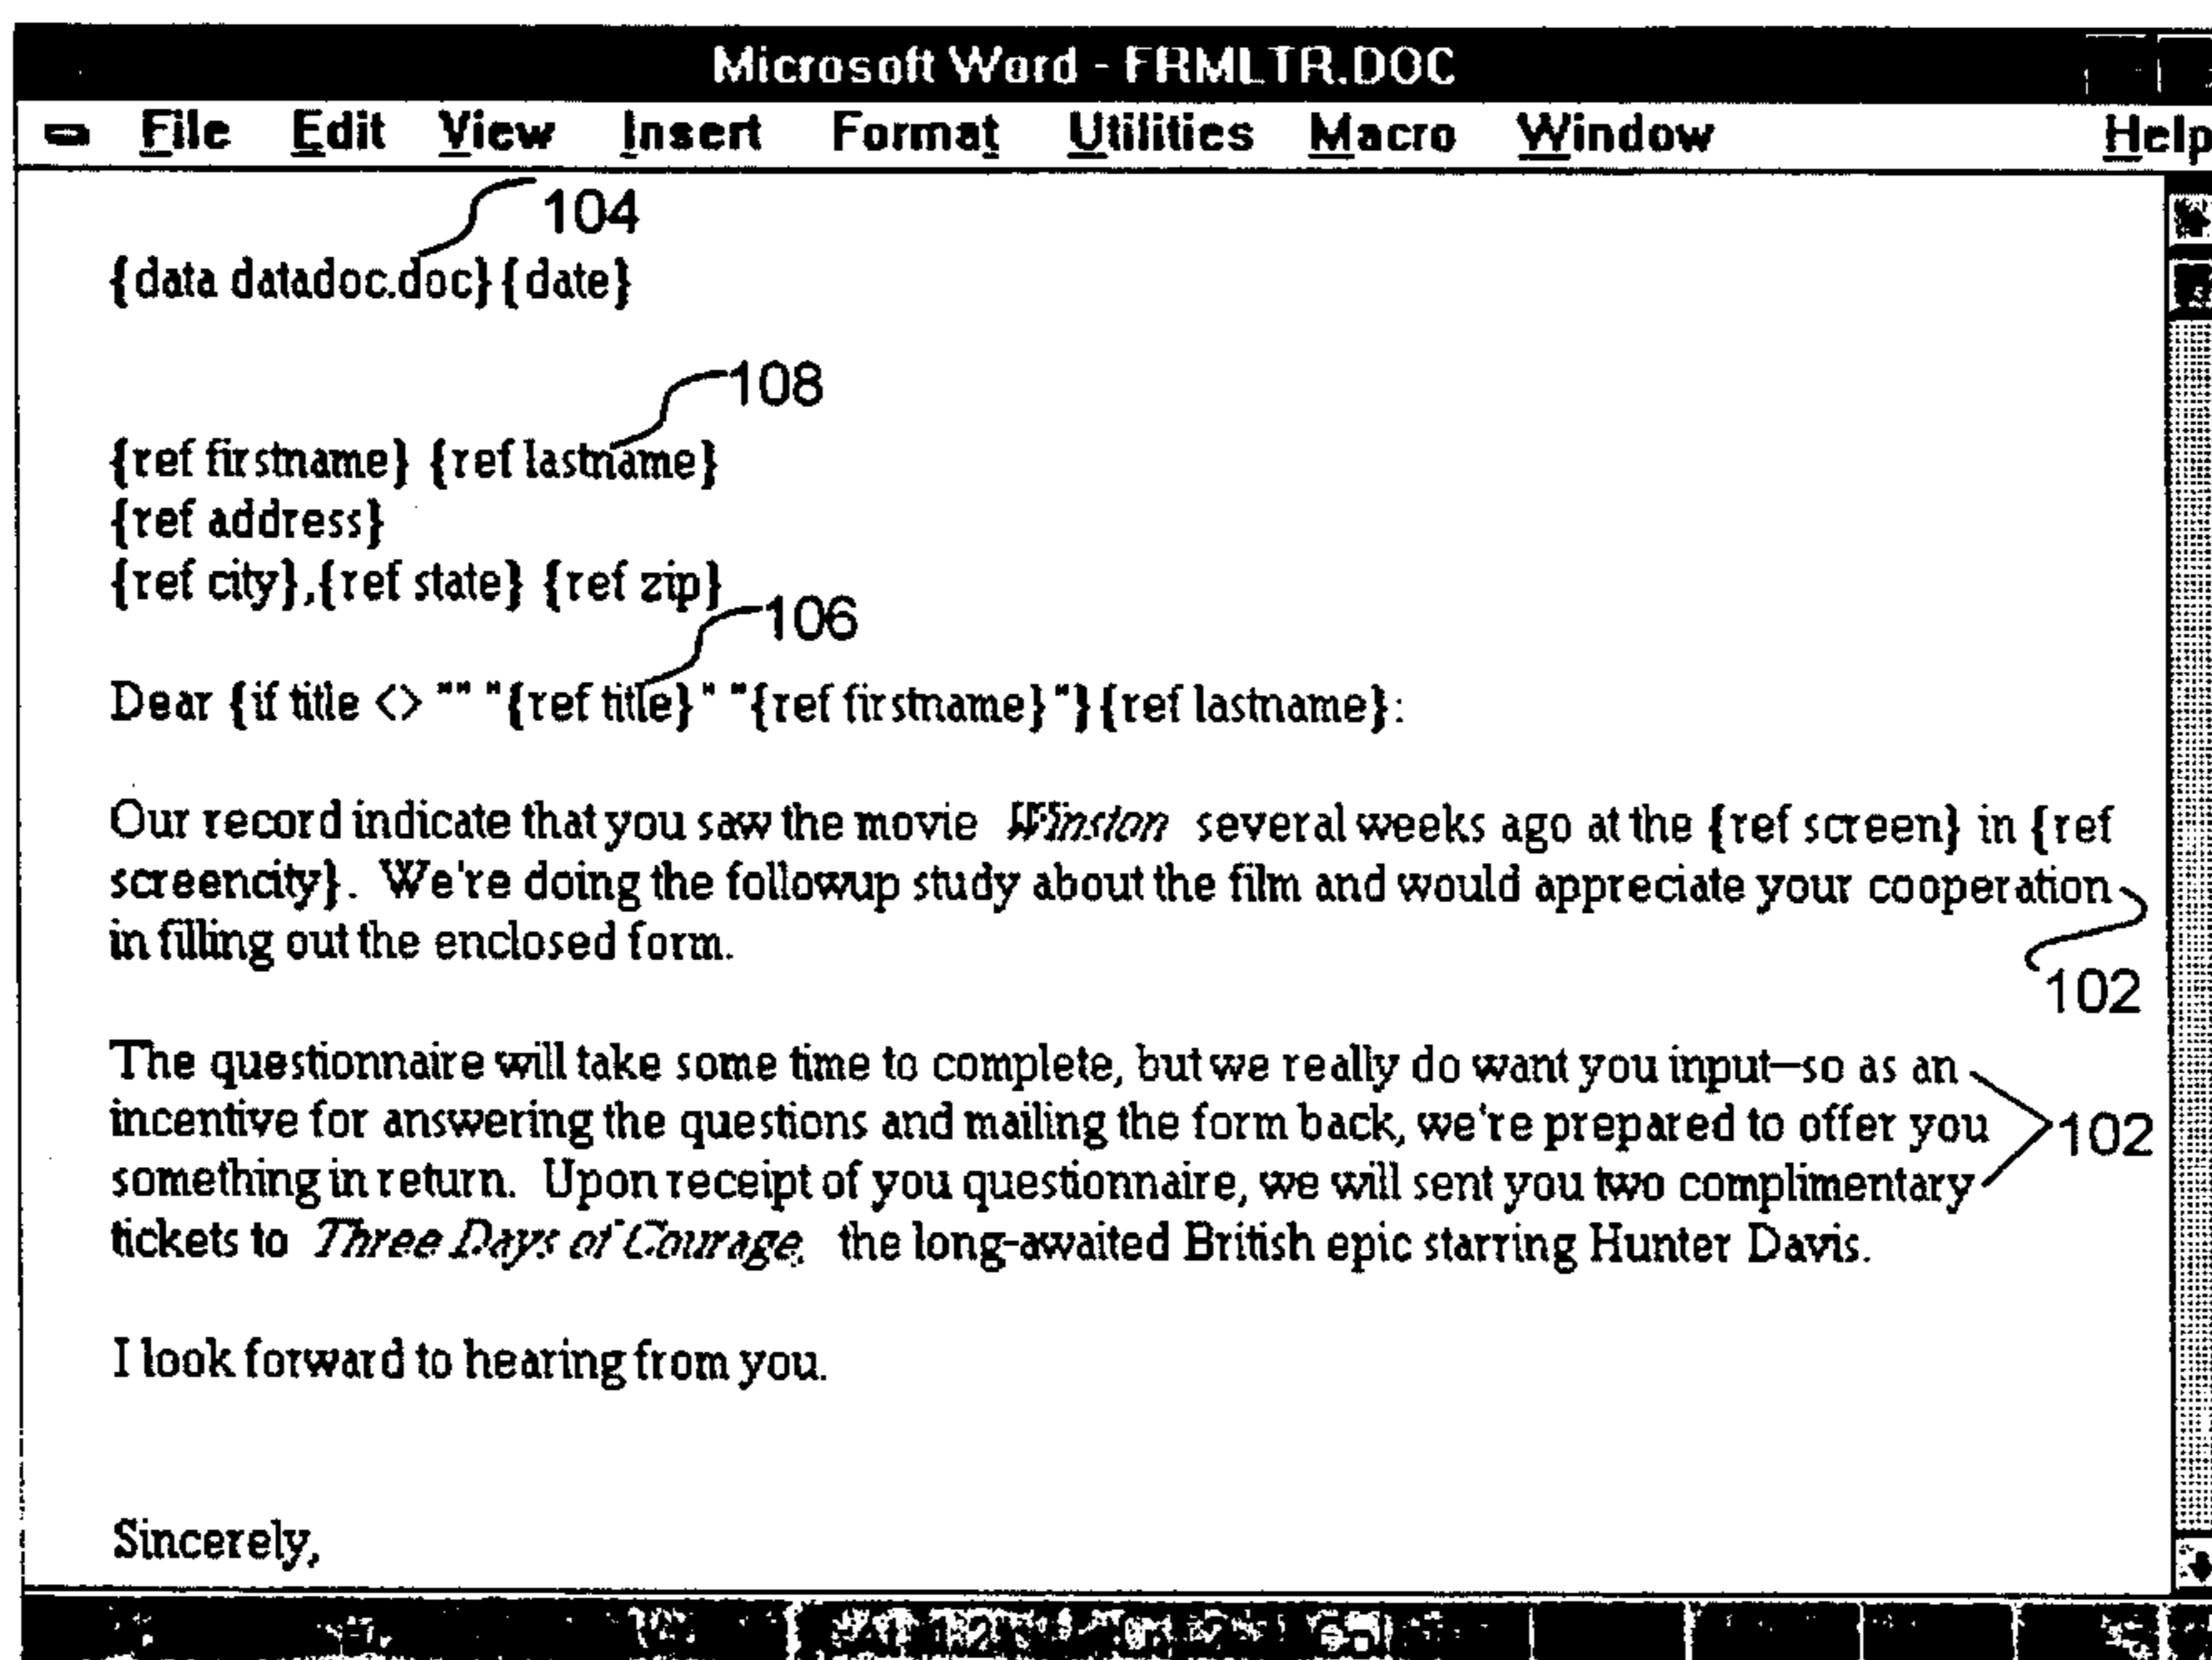 Microsoft Word - FRMLTR.DOC
File Edit View Insert Format Utilities Macro Window Help
104
{data datadoc.doc}{date}
108
{ref firstname} {ref lastname}
{ref address}
{ref city},{ref state} {ref zip}
106
Dear {if title <> "" "{ref title}" "{ref firstname}"}{ref lastname}:
Our record indicate that you saw the movie Winston several weeks ago at the {ref screen} in {ref
screencity}. We're doing the followup study about the film and would appreciate your cooperation
in filling out the enclosed form.
102
The questionnaire will take some time to complete, but we really do want you input—so as an
incentive for answering the questions and mailing the form back, we're prepared to offer you
102
something in return. Upon receipt of you questionnaire, we will sent you two complimentary
tickets to Three Days of Courage, the long-awaited British epic starring Hunter Davis.
I look forward to hearing from you.
Sincerely,